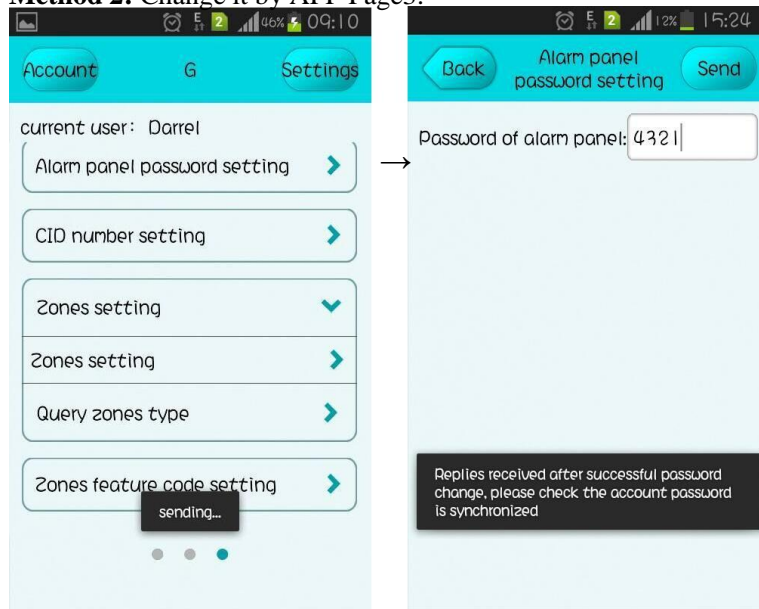 Method 2: Change it by APP Pages:
2 46% 09:10
Account G Settings
current user: Darrel
Alarm panel password setting
CID number setting
Zones setting
Zones setting
Query zones type
Zones feature code setting
sending...
→
2 12% 15:24
Back Alarm panel password setting Send
Password of alarm panel: 4321
Replies received after successful password
change, please check the account password
is synchronized